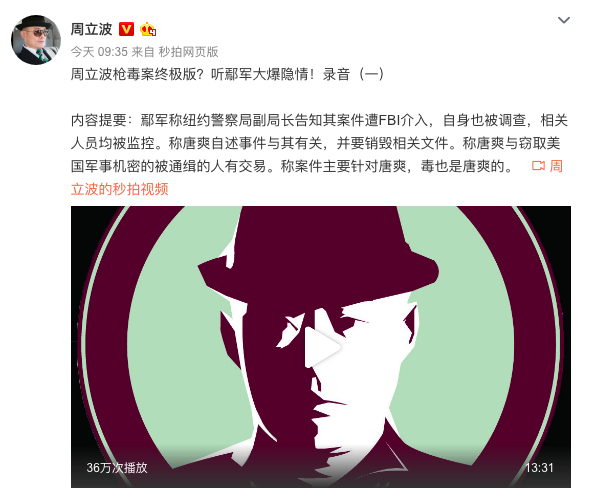 周立波
今天 09:35 来自 秒拍网页版
周立波枪毒案终极版？听鄢军大爆隐情！录音（一）
内容提要：鄢军称纽约警察局副局长告知其案件遭FBI介入，自身也被调查，相关
人员均被监控。称唐爽自述事件与其有关，并要销毁相关文件。称唐爽与窃取美
国军事机密的被通缉的人有交易。称案件主要针对唐爽，毒也是唐爽的。 周
立波的秒拍视频
36万次播放
13:31